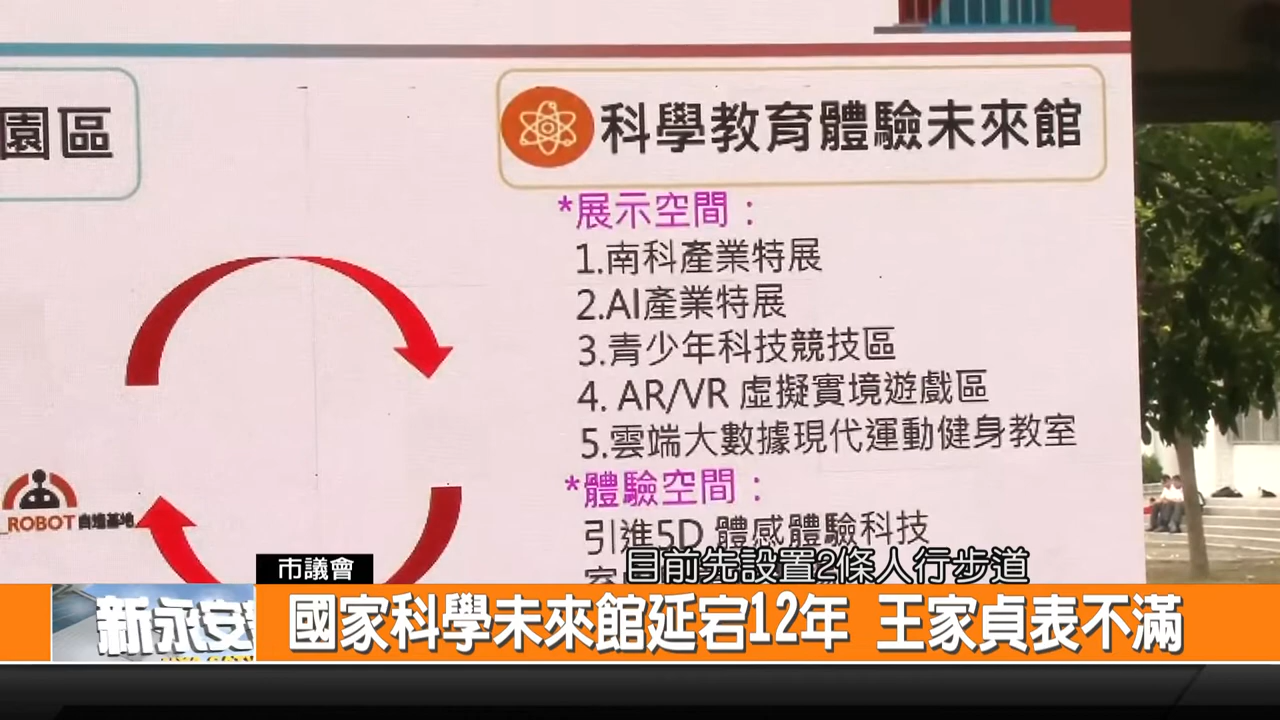 園區
科學教育體驗未來館
*展示空間：
1.南科產業特展
2.AI產業特展
3.青少年科技競技區
4. AR/VR 虛擬實境遊戲區
5.雲端大數據現代運動健身教室
*體驗空間：
引進5D 體感體驗科技
ROBOT 自造基地
目前先設置2條人行步道
市議會
新永安
國家科學未來館延宕12年 王家貞表不滿